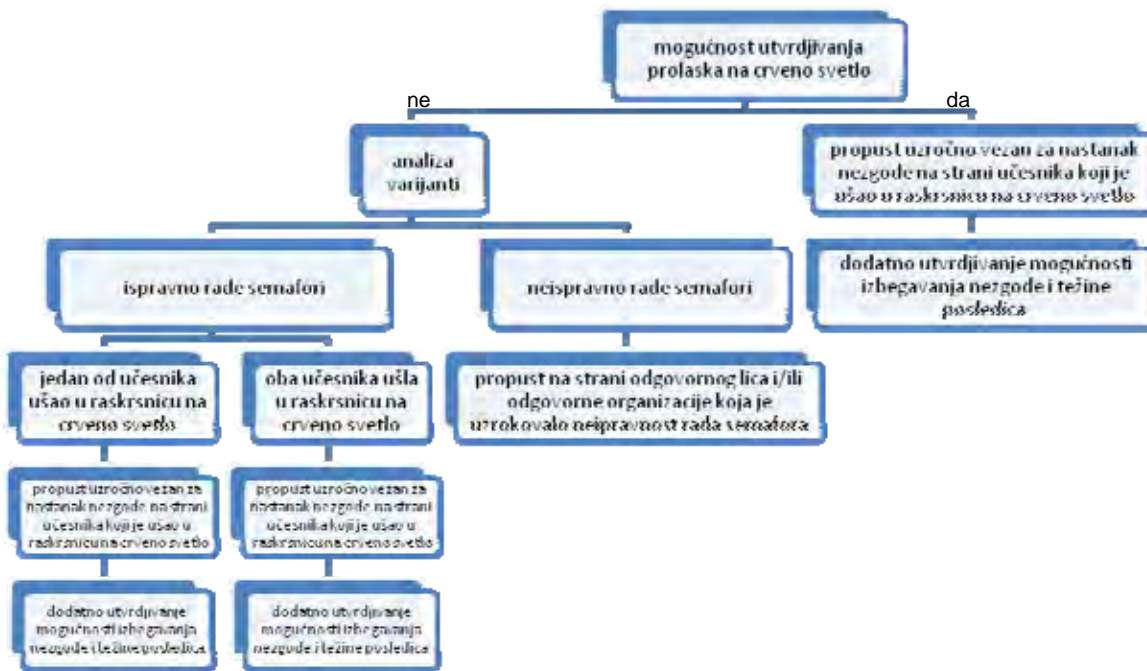 mogućnost utvrdjivanja
prolaska na crveno svetlo
ne
da
analiza
varijanti
propust uzročno vezan za nastanak
nezgode na strani učesnika koji je
ušao u raskrsnicu na crveno svetlo
ispravno rade semafori
neispravno rade semafori
dodatno utvrdjivanje mogućnosti
izbegavanja nezgode i težine
posledica
jedan od učesnika
ušao u raskrsnicu na
crveno svetlo
oba učesnika ušla
u raskrsnicu na
crveno svetlo
propust na strani odgovornog lica i/ili
odgovorne organizacije koja je
uzrokovalo neipravnost rada semafora
propust uzročno vezan za
nastanak nezgode na strani
učesnika koji je ušao u
raskrsnicu na crveno svetlo
propust uzročno vezan za
nastanak nezgode na strani
učesnika koji je ušao u
raskrsnicu na crveno svetlo
dodatno utvrdjivanje
mogućnosti izbegavanja
nezgode i težine posledica
dodatno utvrdjivanje
mogućnosti izbegavanja
nezgode i težine posledica